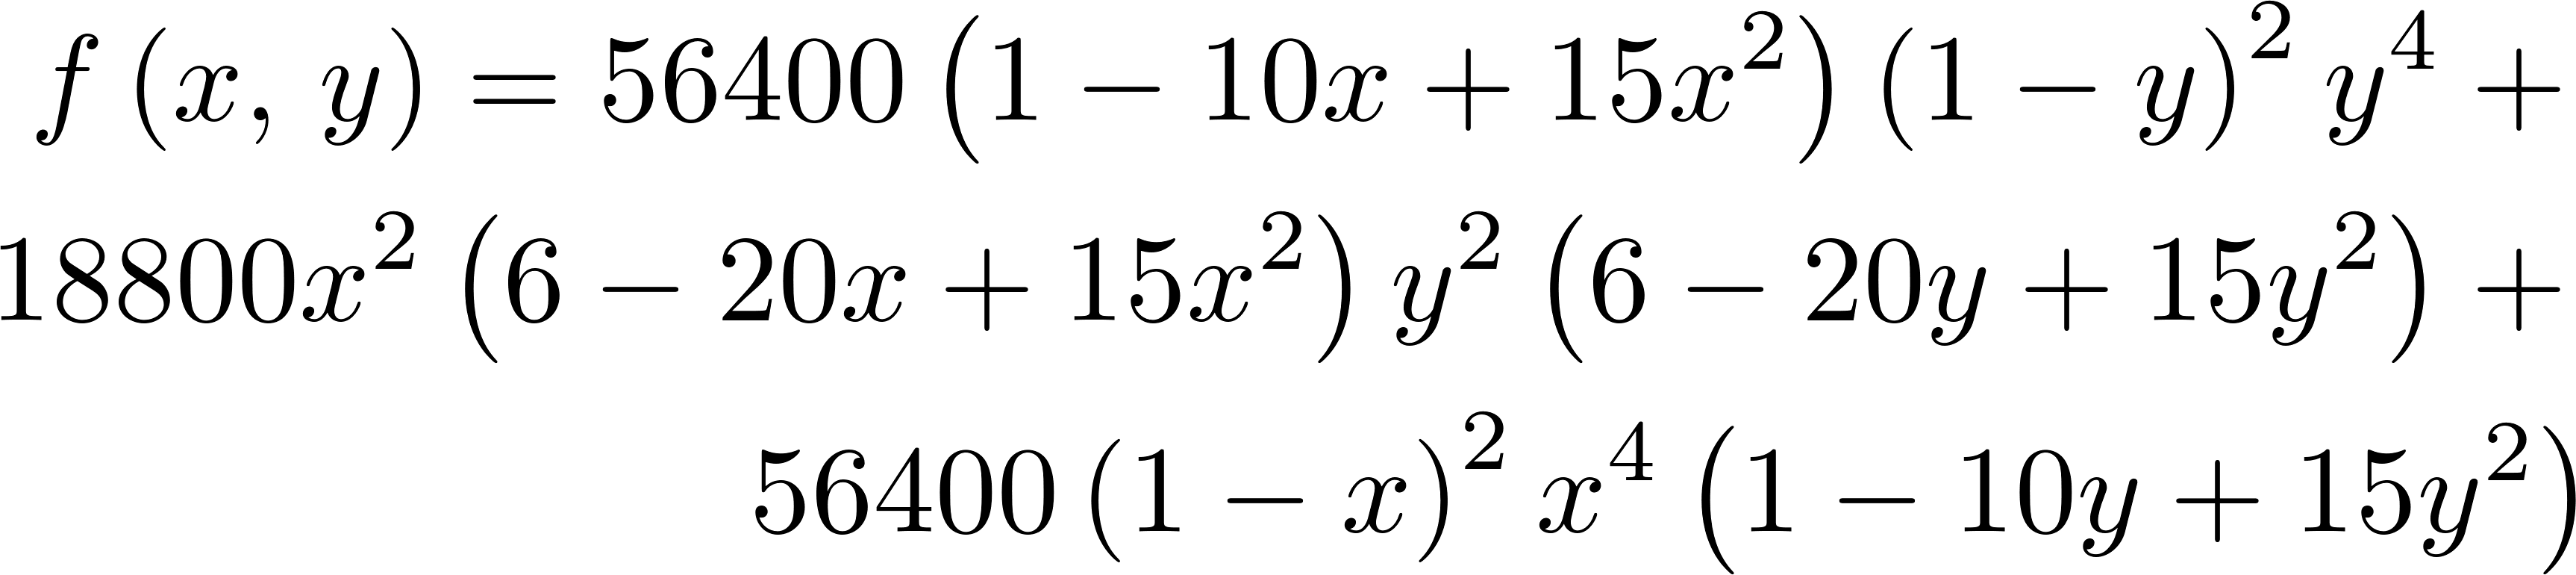 f (x, y) = 56400 (1 − 10x + 15x²) (1 − y)² y⁴ +
18800x² (6 − 20x + 15x²) y² (6 − 20y + 15y²) +
56400 (1 − x)² x⁴ (1 − 10y + 15y²)